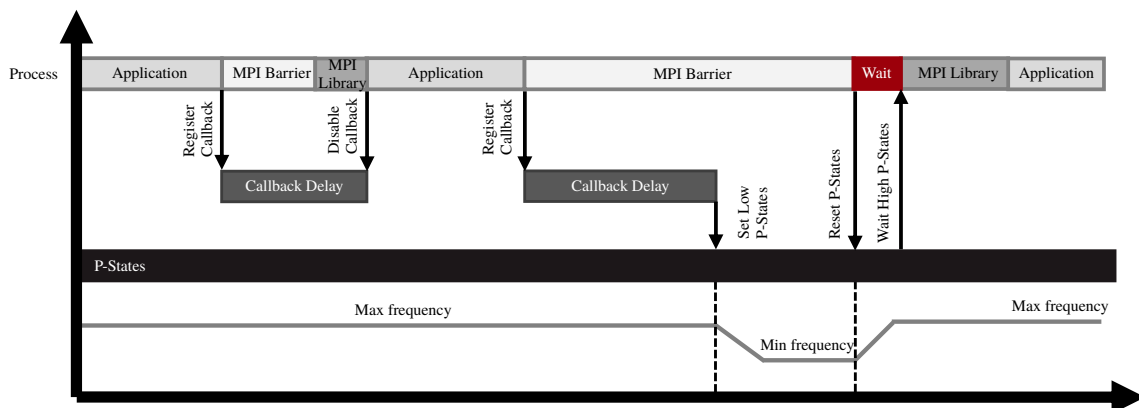 Process
Application
MPI Barrier
MPI
Library
Application
MPI Barrier
Wait
MPI Library
Application
Register
Callback
Disable
Callback
Register
Callback
Callback Delay
Callback Delay
Set Low
P-States
Reset P-States
Wait High P-States
P-States
Max frequency
Min frequency
Max frequency